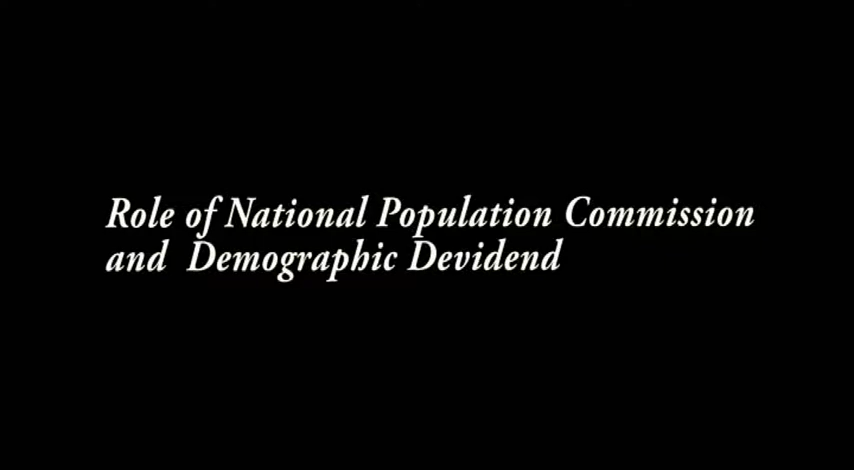 Role of National Population Commission
and Demographic Devidend